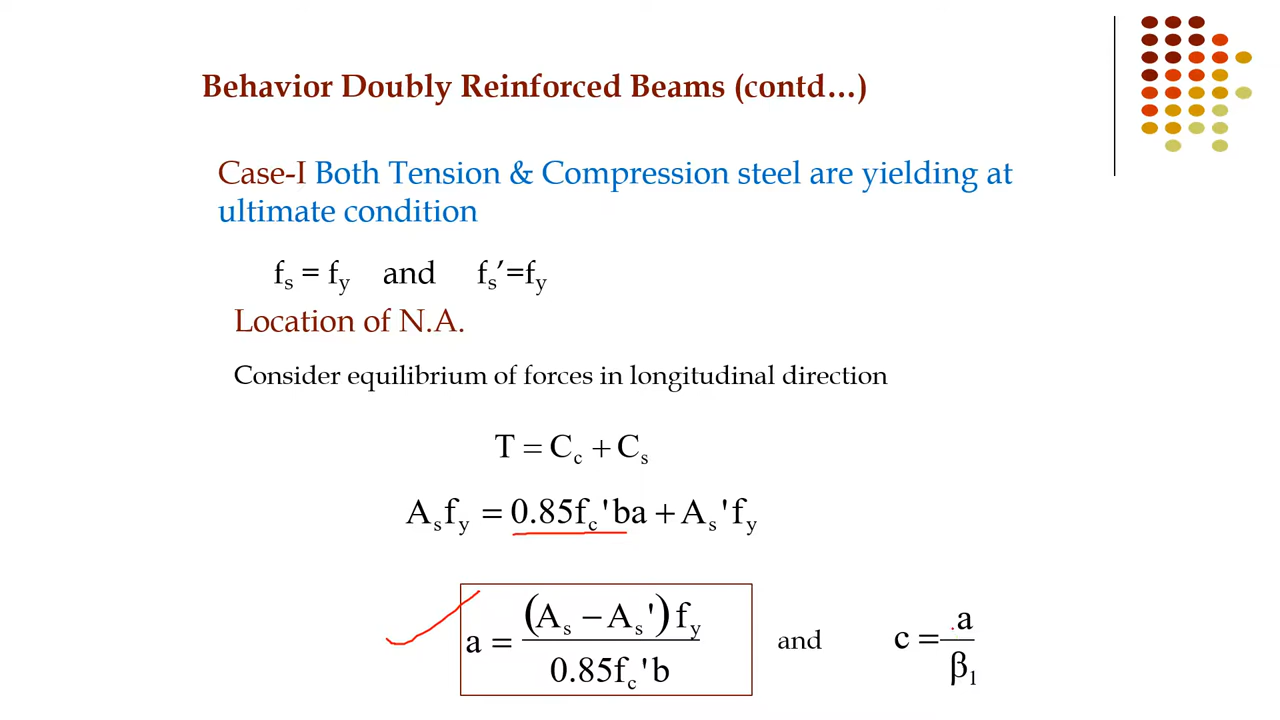 Behavior Doubly Reinforced Beams (contd…)
Case-I Both Tension & Compression steel are yielding at
ultimate condition
fs = fy and fs′=fy
Location of N.A.
Consider equilibrium of forces in longitudinal direction
T = Cc + Cs
Asfy = 0.85fc'ba + As'fy
a = (As − As')fy / 0.85fc'b and c = a / β1